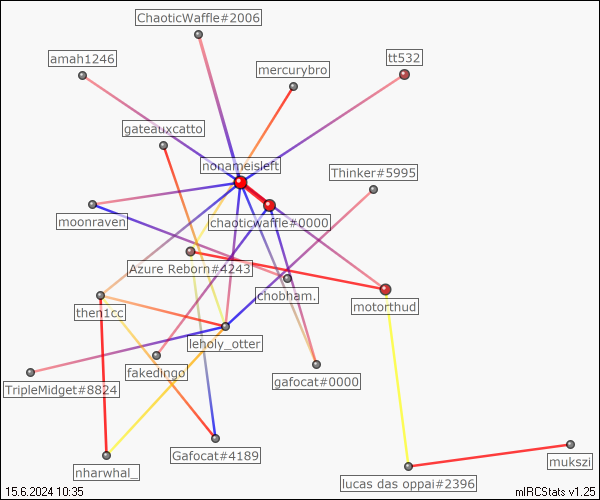 ChaoticWaffle#2006
amah1246
tt532
mercurybro
gateauxcatto
nonameisleft
Thinker#5995
moonraven
chaoticwaffle#0000
Azure Reborn#4243
chobham.
then1cc
motorthud
leholy_otter
fakedingo
gafocat#0000
TripleMidget#8824
Gafocat#4189
mukszi
nharwhal_
lucas das oppai#2396
15.6.2024 10:35
mIRCStats v1.25